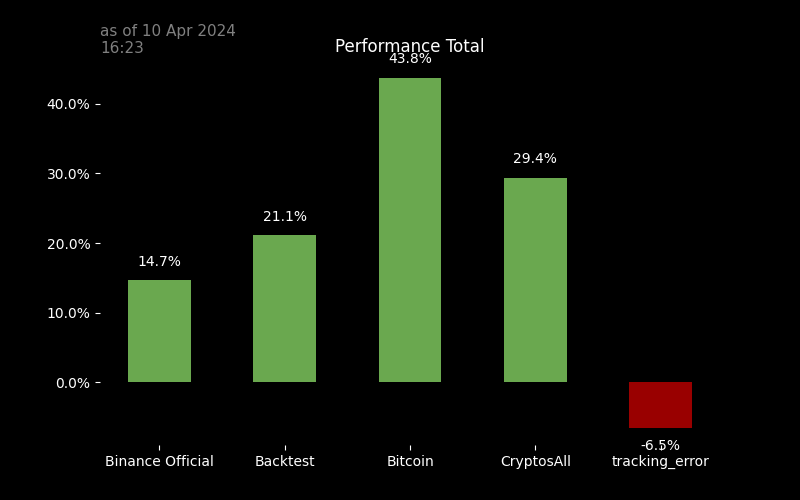 as of 10 Apr 2024
16:23
Performance Total
43.8%
40.0%
29.4%
30.0%
21.1%
20.0%
14.7%
10.0%
0.0%
-6.5%
Binance Official
Backtest
Bitcoin
CryptosAll
tracking_error